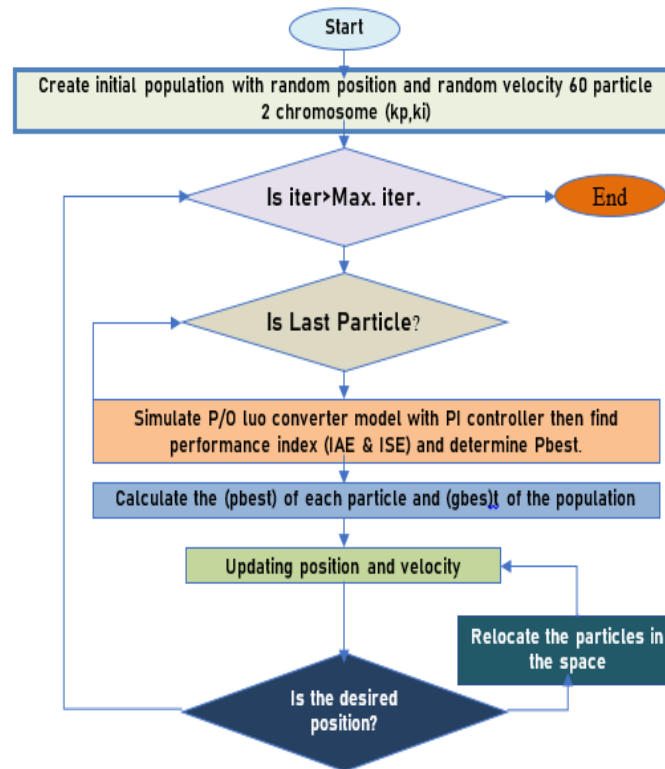 Start
Create initial population with random position and random velocity 60 particle
2 chromosome (kp,ki)
Is iter>Max. iter.
End
Is Last Particle?
Simulate P/O luo converter model with PI controller then find
performance index (IAE & ISE) and determine Pbest.
Calculate the (pbest) of each particle and (gbes)t of the population
Updating position and velocity
Relocate the particles in
the space
Is the desired
position?